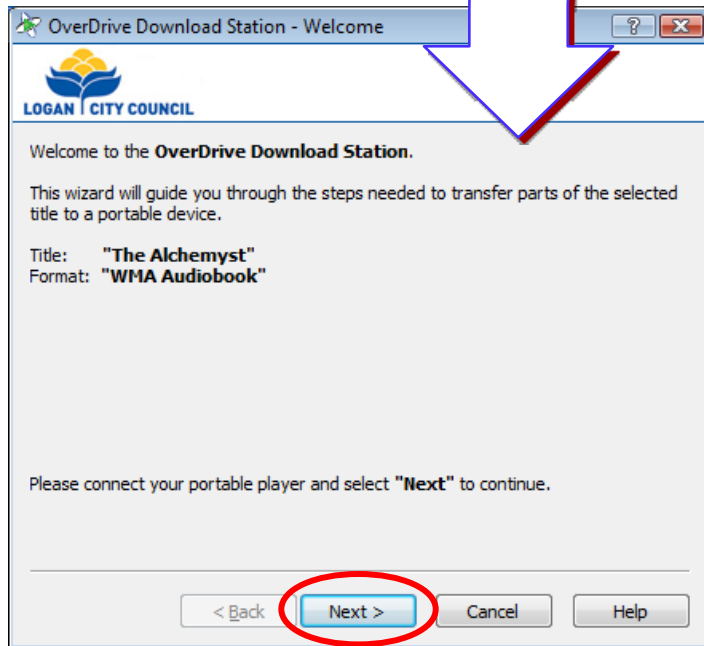 OverDrive Download Station - Welcome
LOGAN CITY COUNCIL
Welcome to the OverDrive Download Station.
This wizard will guide you through the steps needed to transfer parts of the selected
title to a portable device.
Title: "The Alchemyst"
Format: "WMA Audiobook"
Please connect your portable player and select "Next" to continue.
< Back Next > Cancel Help